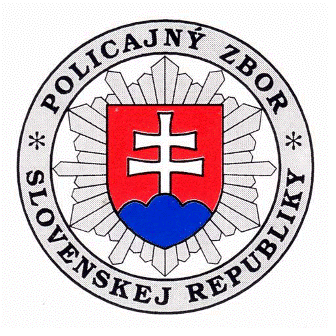 POLICAJNÝ ZBOR
SLOVENSKEJ REPUBLIKY